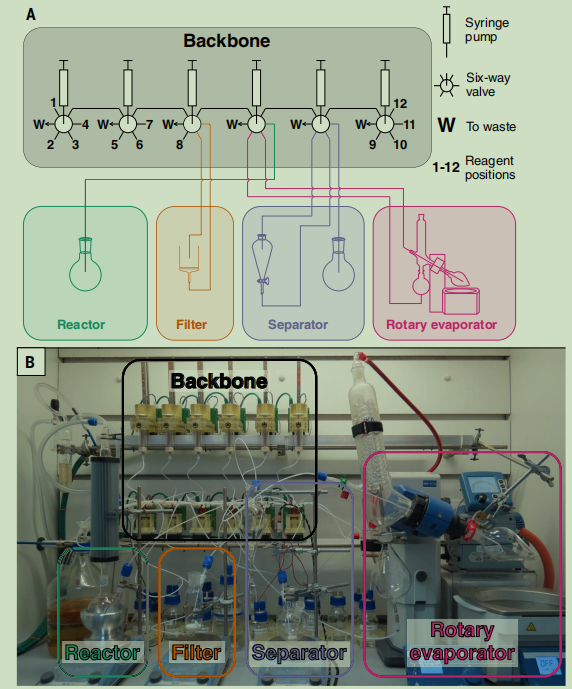 A
Backbone
Syringe
pump
Six-way
valve
W To waste
1-12 Reagent
positions
1 12
W 4 W 7 W W W 11
2 3 5 6 8 9 10
Reactor Filter Separator Rotary evaporator
B
Backbone
Reactor Filter Separator Rotary
evaporator
OFF